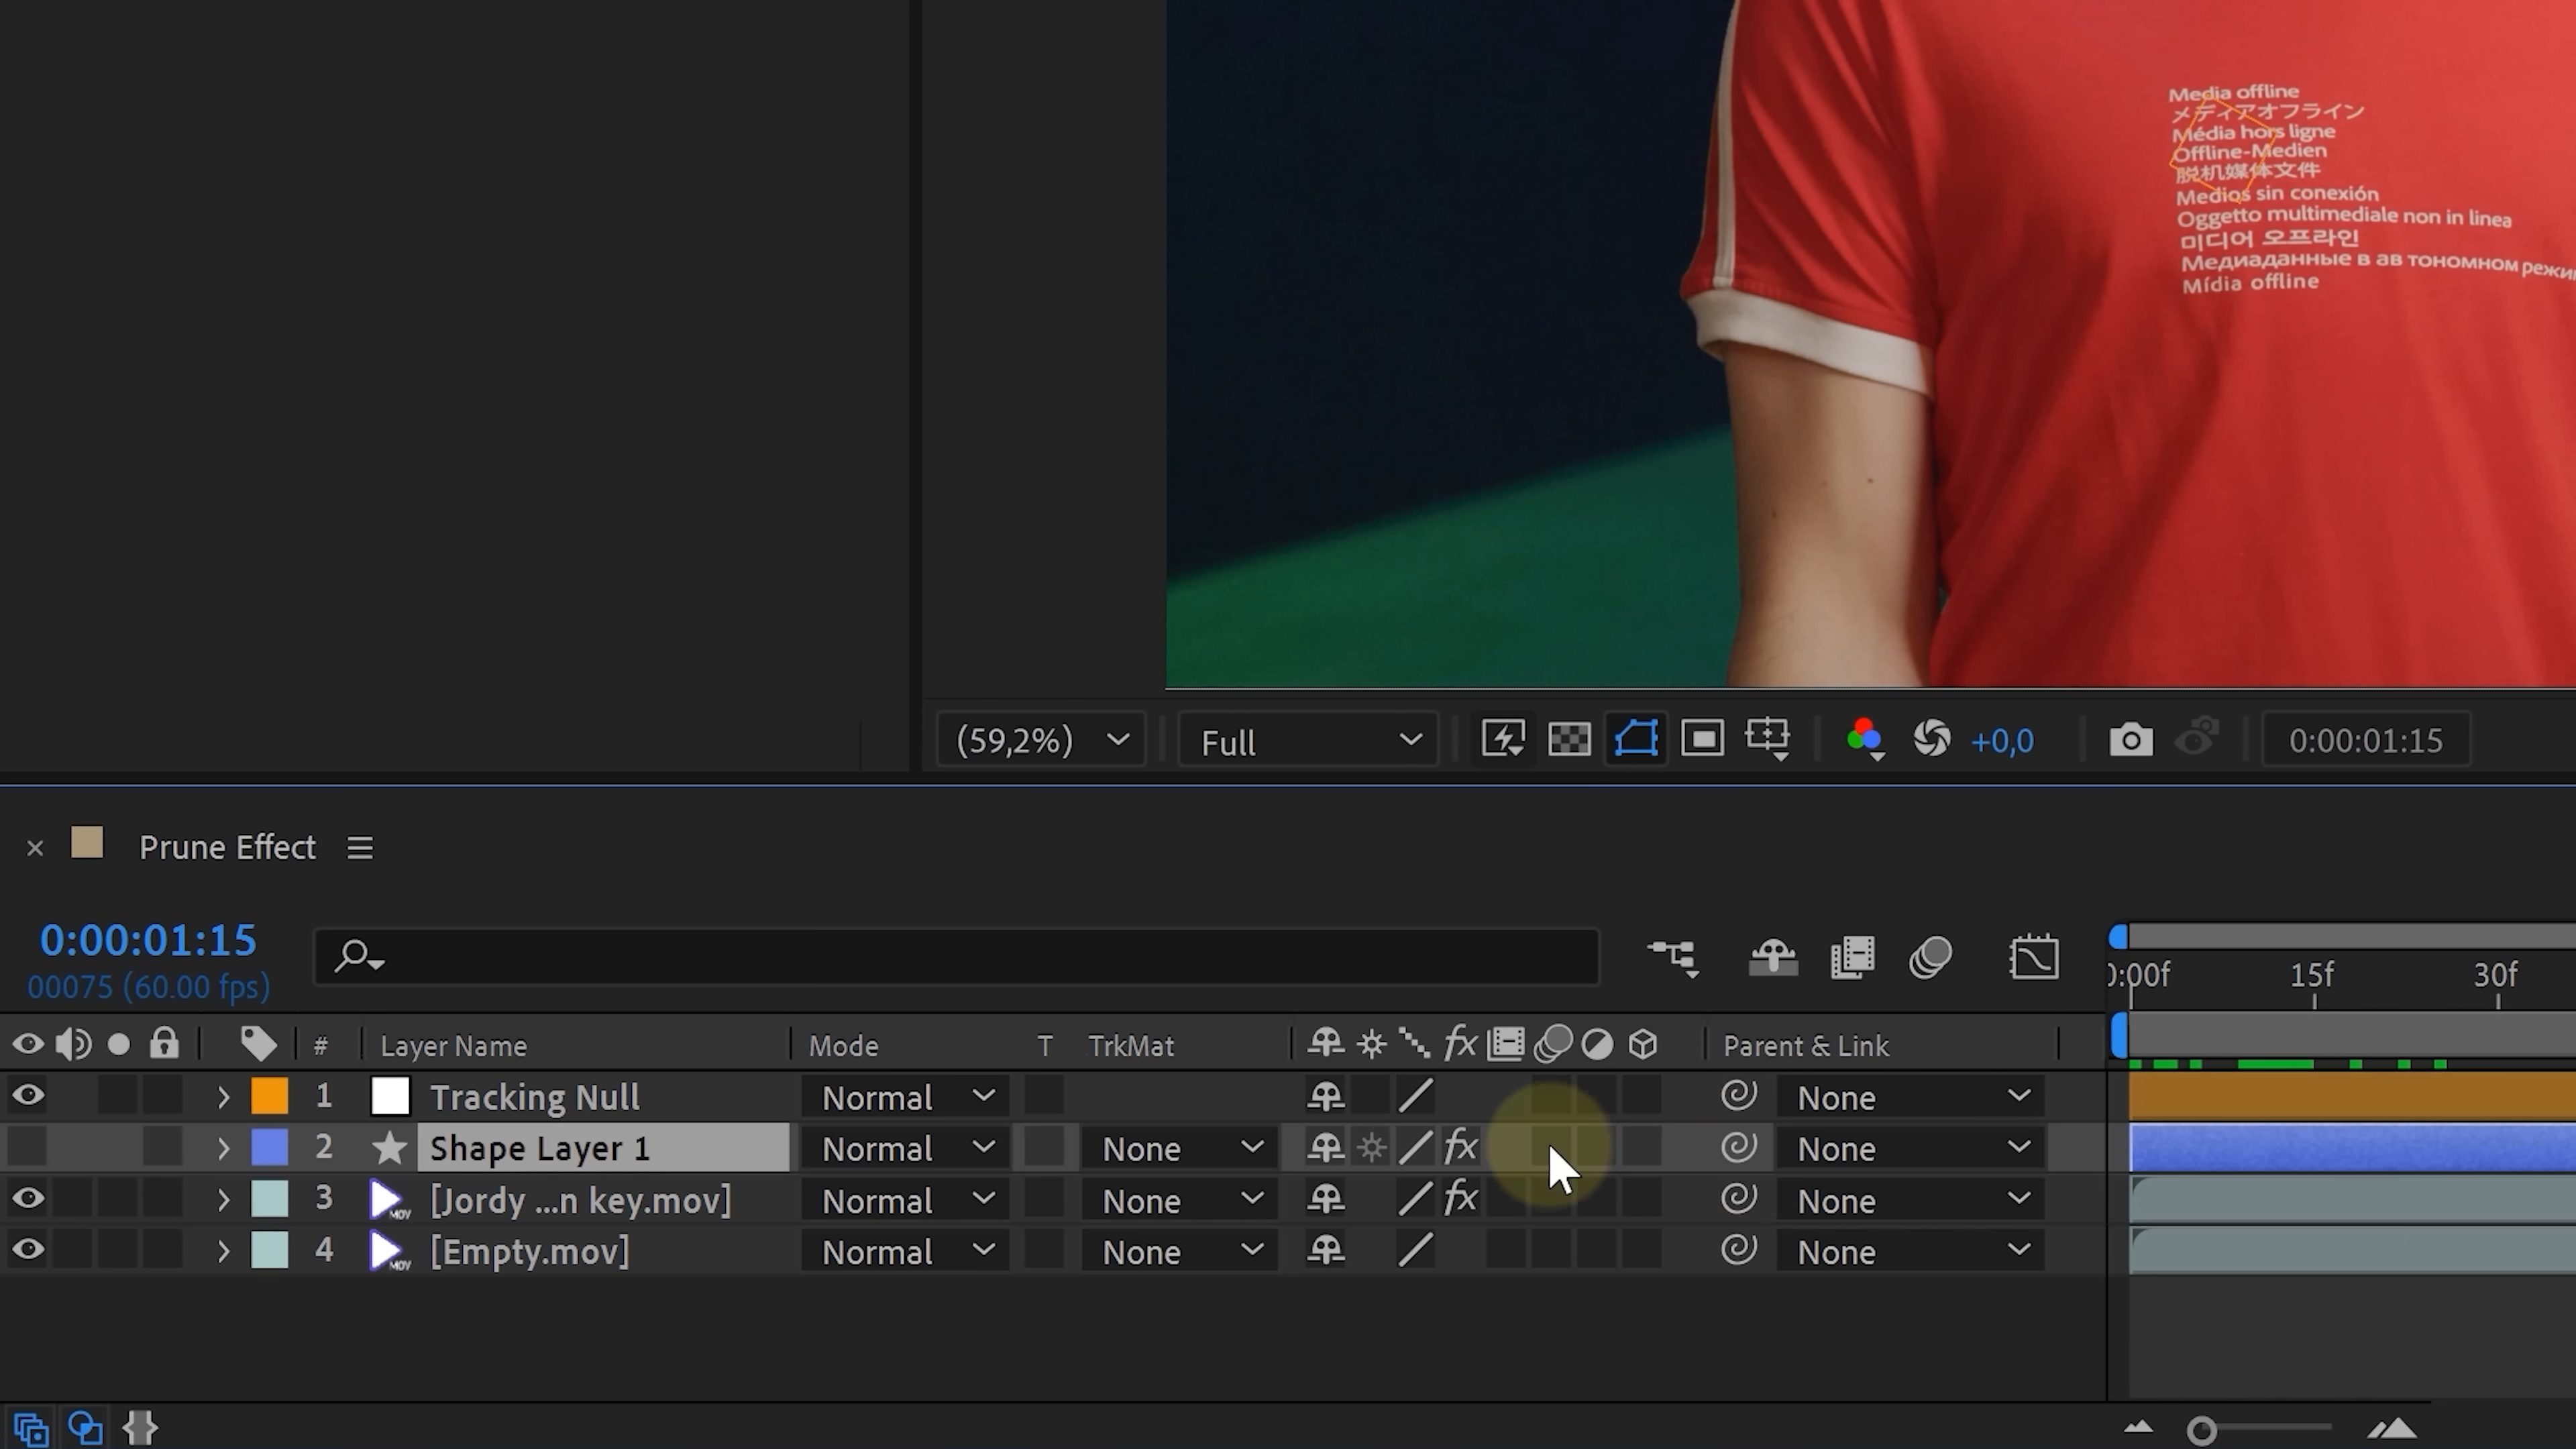 Media offline
メディアオフライン
Média hors ligne
Offline-Medien
脱机媒体文件
Medios sin conexión
Oggetto multimediale non in linea
미디어 오프라인
Медиаданные в ав тономном
Mídia offline
(59,2%) Full +0,0 0:00:01:15
Prune Effect
0:00:01:15
00075 (60.00 fps)
0:00f 15f 30f
# Layer Name Mode T TrkMat fx Parent & Link
1 Tracking Null Normal None
2 Shape Layer 1 Normal None fx None
3 MOV [Jordy ...n key.mov] Normal None fx None
4 MOV [Empty.mov] Normal None None